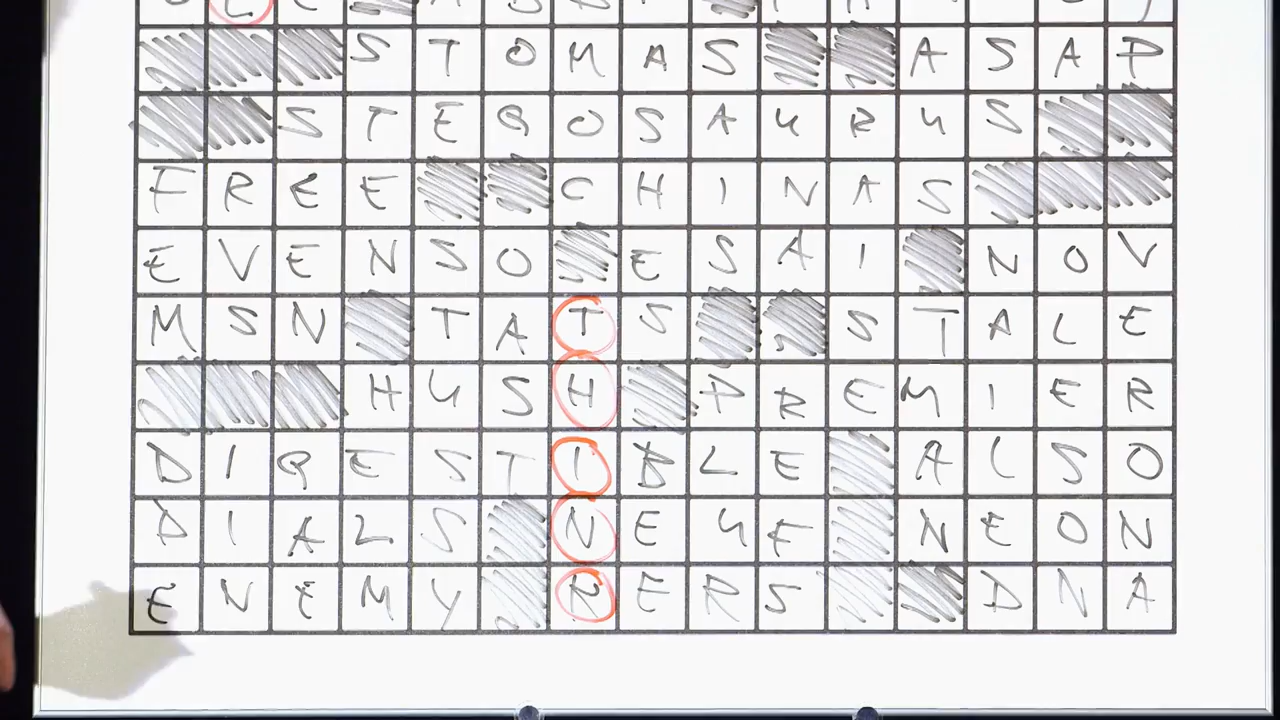 STOMAS ASAP
STEGOSAURUS
FREE CHINAS
EVENSO ESAI NOV
MSN TATS STALE
HUSH PREMIER
DIGESTIBLE ALSO
DIALS NEUF NEON
ENEMY RERS DNA